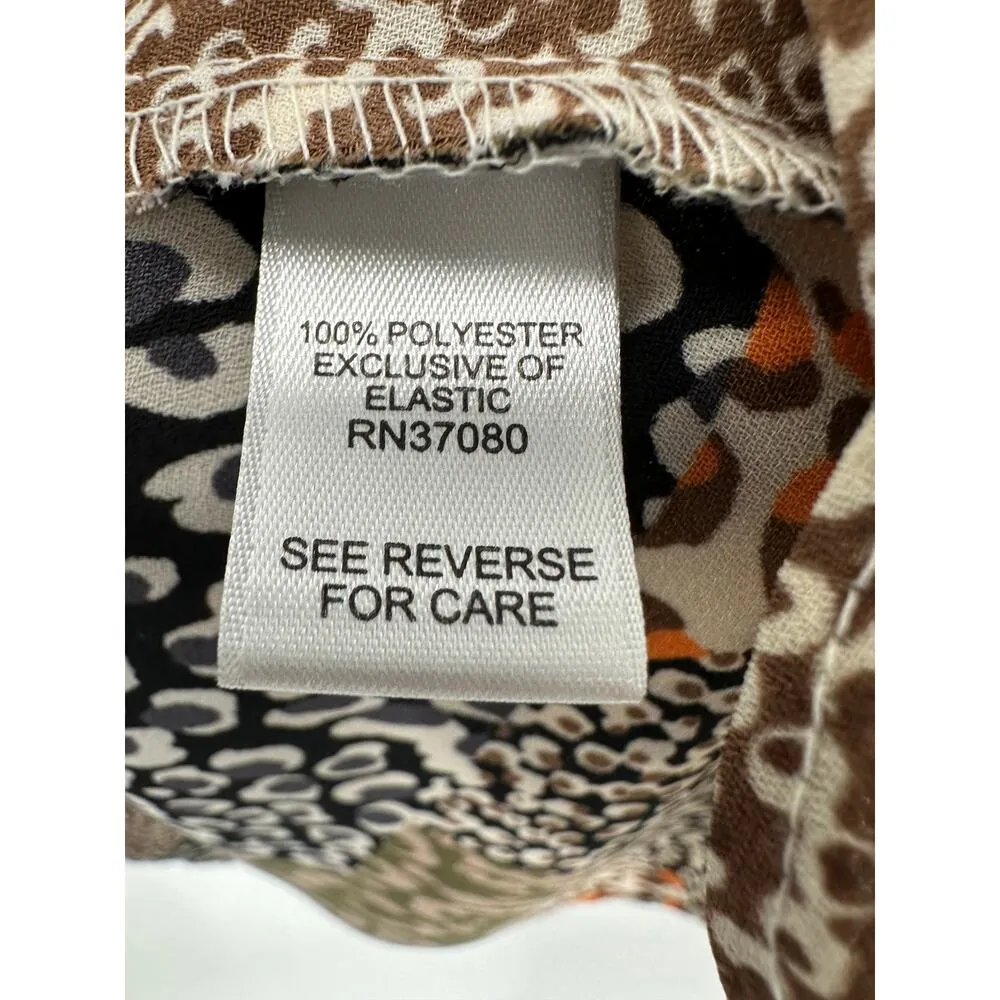 100% POLYESTER
EXCLUSIVE OF
ELASTIC
RN37080
SEE REVERSE
FOR CARE